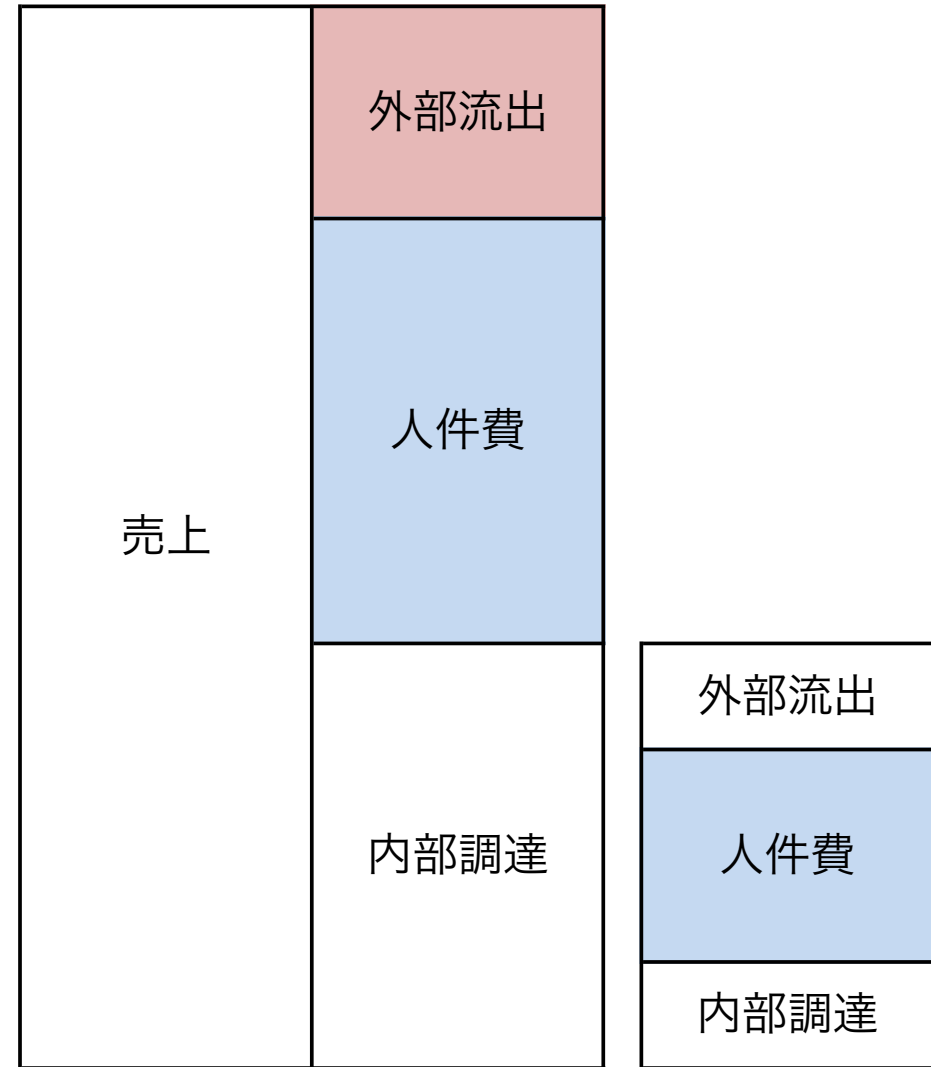 外部流出
人件費
売上
内部調達
外部流出
人件費
内部調達